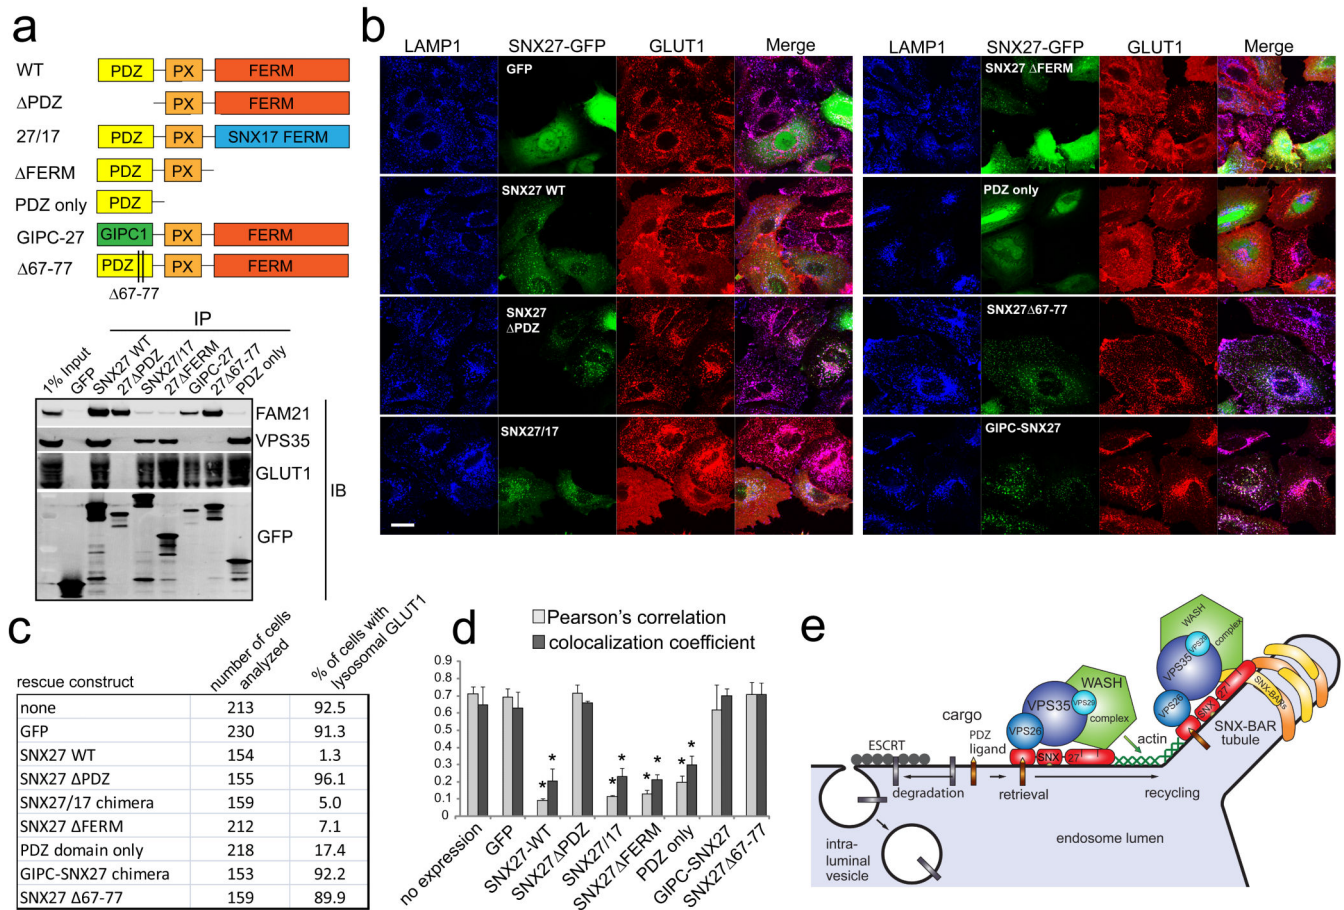 a
WT PDZ PX FERM
ΔPDZ PX FERM
27/17 PDZ PX SNX17 FERM
ΔFERM PDZ PX
PDZ only PDZ
GIPC-27 GIPC1 PX FERM
Δ67-77 PDZ PX FERM
Δ67-77
IP
1% Input GFP SNX27 WT 27ΔPDZ SNX27/17 27ΔFERM GIPC-27 27Δ67-77 PDZ only
FAM21
VPS35
GLUT1
GFP
IB
b
LAMP1 SNX27-GFP GLUT1 Merge
GFP
SNX27 WT
SNX27
ΔPDZ
SNX27/17
LAMP1 SNX27-GFP GLUT1 Merge
SNX27 ΔFERM
PDZ only
SNX27Δ67-77
GIPC-SNX27
c
rescue construct
number of cells
analyzed
% of cells with
lysosomal GLUT1
none 213 92.5
GFP 230 91.3
SNX27 WT 154 1.3
SNX27 ΔPDZ 155 96.1
SNX27/17 chimera 159 5.0
SNX27 ΔFERM 212 7.1
PDZ domain only 218 17.4
GIPC-SNX27 chimera 153 92.2
SNX27 Δ67-77 159 89.9
d
Pearson's correlation
colocalization coefficient
0.9
0.8
0.7
0.6
0.5
0.4
0.3
0.2
0.1
0
* * * * * * * *
no expression
GFP
SNX27-WT
SNX27ΔPDZ
SNX27/17
SNX27ΔFERM
PDZ only
GIPC-SNX27
SNX27Δ67-77
e
WASH
complex
VPS29
VPS35
VPS26
SNX 27
SNX-BARs
WASH
complex
VPS29
VPS35
VPS26
SNX 27
SNX-BAR
tubule
actin
cargo
PDZ
ligand
ESCRT
degradation
retrieval
recycling
endosome lumen
intra-
luminal
vesicle